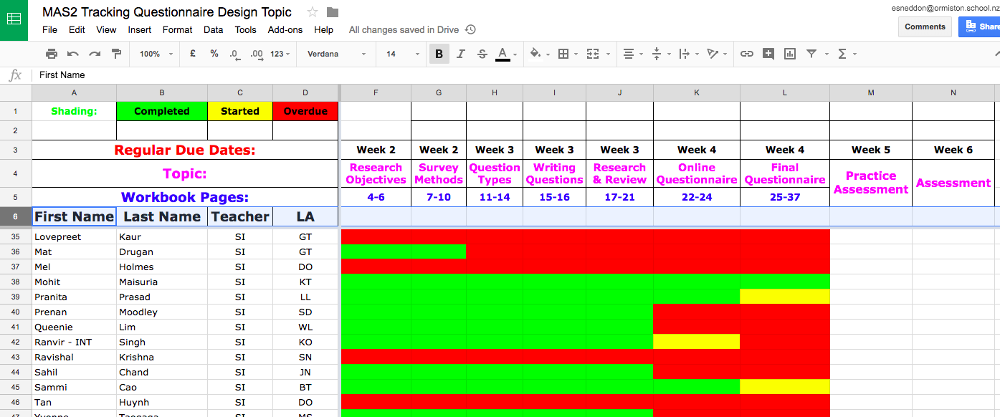 MAS2 Tracking Questionnaire Design Topic
esneddon@ormiston.school.nz
File Edit View Insert Format Data Tools Add-ons Help All changes saved in Drive
Comments
Share
100% £ % .0 .00 123 Verdana 14 B I S A Σ
fx First Name
A B C D F G H I J K L M N
1 Shading: Completed Started Overdue
2
3 Regular Due Dates: Week 2 Week 2 Week 3 Week 3 Week 3 Week 4 Week 4 Week 5 Week 6
4 Topic: Research Objectives Survey Methods Question Types Writing Questions Research & Review Online Questionnaire Final Questionnaire Practice Assessment Assessment
5 Workbook Pages: 4-6 7-10 11-14 15-16 17-21 22-24 25-37
6 First Name Last Name Teacher LA
35 Lovepreet Kaur SI GT
36 Mat Drugan SI GT
37 Mel Holmes SI DO
38 Mohit Maisuria SI KT
39 Pranita Prasad SI LL
40 Prenan Moodley SI SD
41 Queenie Lim SI WL
42 Ranvir - INT Singh SI KO
43 Ravishal Krishna SI SN
44 Sahil Chand SI JN
45 Sammi Cao SI BT
46 Tan Huynh SI DO